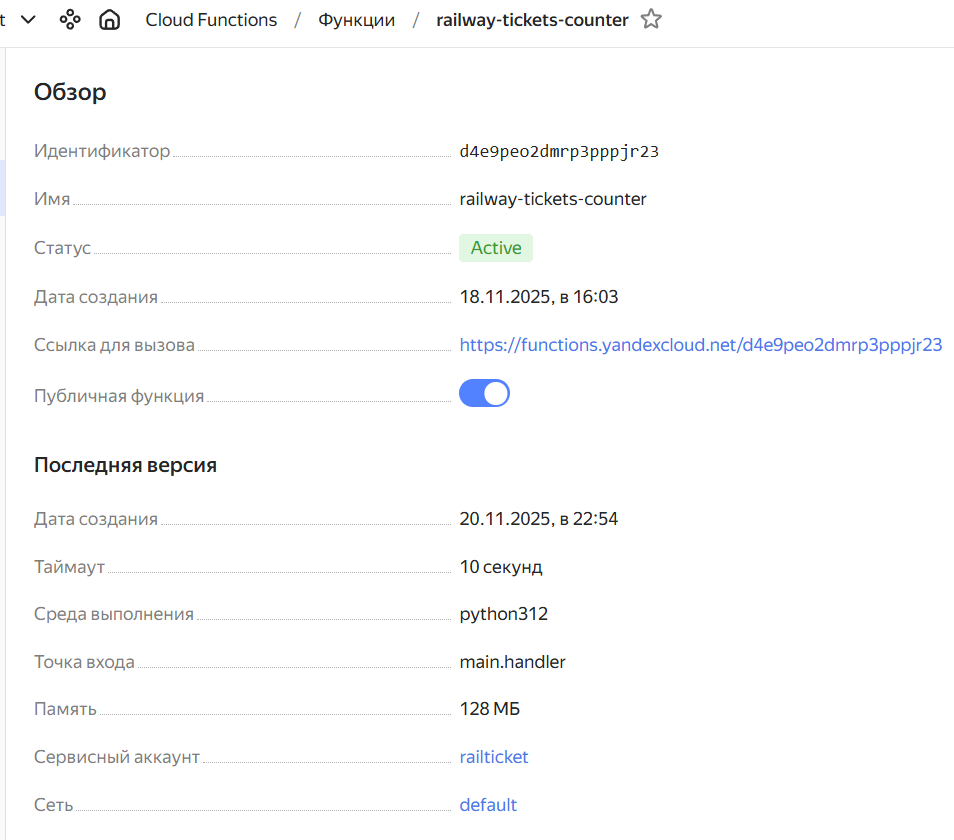 t Cloud Functions / Функции / railway-tickets-counter
Обзор
Идентификатор d4e9peo2dmrp3pppjr23
Имя railway-tickets-counter
Статус Active
Дата создания 18.11.2025, в 16:03
Ссылка для вызова https://functions.yandexcloud.net/d4e9peo2dmrp3pppjr23
Публичная функция
Последняя версия
Дата создания 20.11.2025, в 22:54
Таймаут 10 секунд
Среда выполнения python312
Точка входа main.handler
Память 128 МБ
Сервисный аккаунт railticket
Сеть default